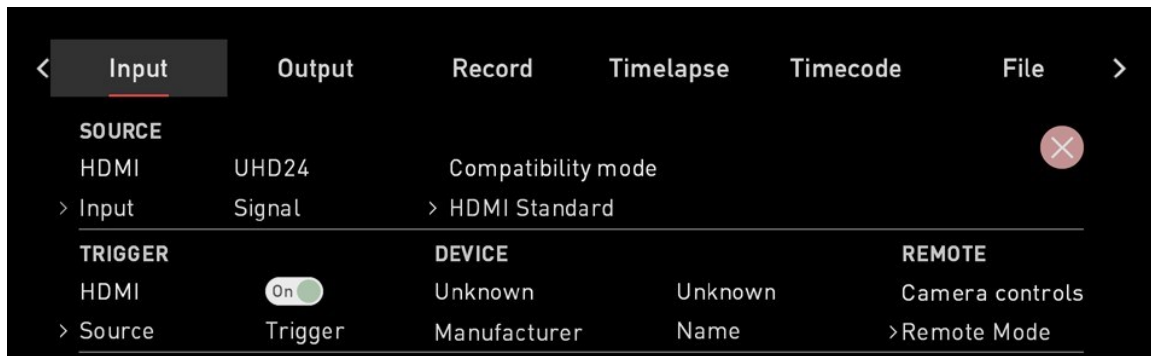 < Input Output Record Timelapse Timecode File >
SOURCE
HDMI UHD24 Compatibility mode
> Input Signal > HDMI Standard
TRIGGER DEVICE REMOTE
HDMI On Unknown Unknown Camera controls
> Source Trigger Manufacturer Name >Remote Mode